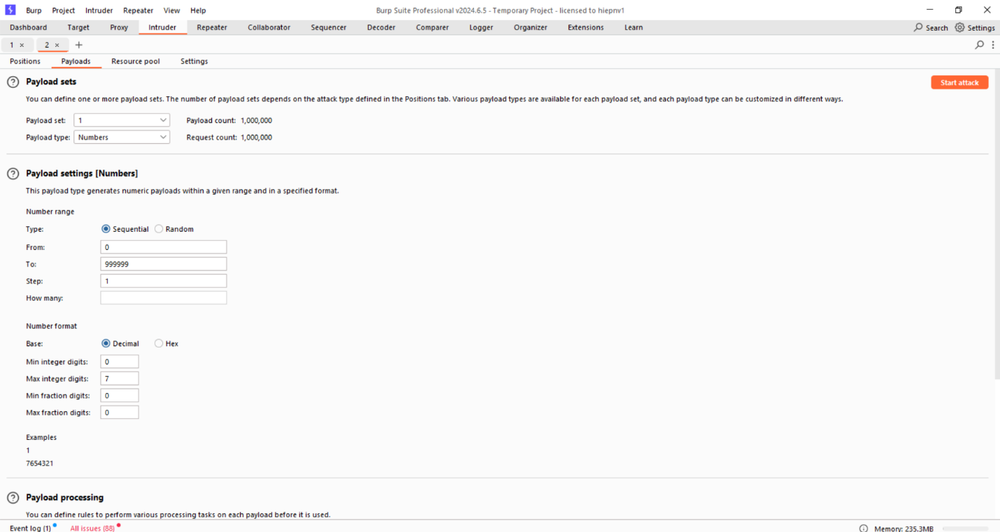 Burp Project Intruder Repeater View Help Burp Suite Professional v2024.6.5 - Temporary Project - licensed to hiepnv1
Dashboard Target Proxy Intruder Repeater Collaborator Sequencer Decoder Comparer Logger Organizer Extensions Learn Search Settings
1 × 2 × +
Positions Payloads Resource pool Settings
? Payload sets Start attack
You can define one or more payload sets. The number of payload sets depends on the attack type defined in the Positions tab. Various payload types are available for each payload set, and each payload type can be customized in different ways.
Payload set: 1 Payload count: 1,000,000
Payload type: Numbers Request count: 1,000,000
? Payload settings [Numbers]
This payload type generates numeric payloads within a given range and in a specified format.
Number range
Type: Sequential Random
From: 0
To: 999999
Step: 1
How many:
Number format
Base: Decimal Hex
Min integer digits: 0
Max integer digits: 7
Min fraction digits: 0
Max fraction digits: 0
Examples
1
7654321
? Payload processing
You can define rules to perform various processing tasks on each payload before it is used.
Event log (1) All issues (88) Memory: 235.3MB